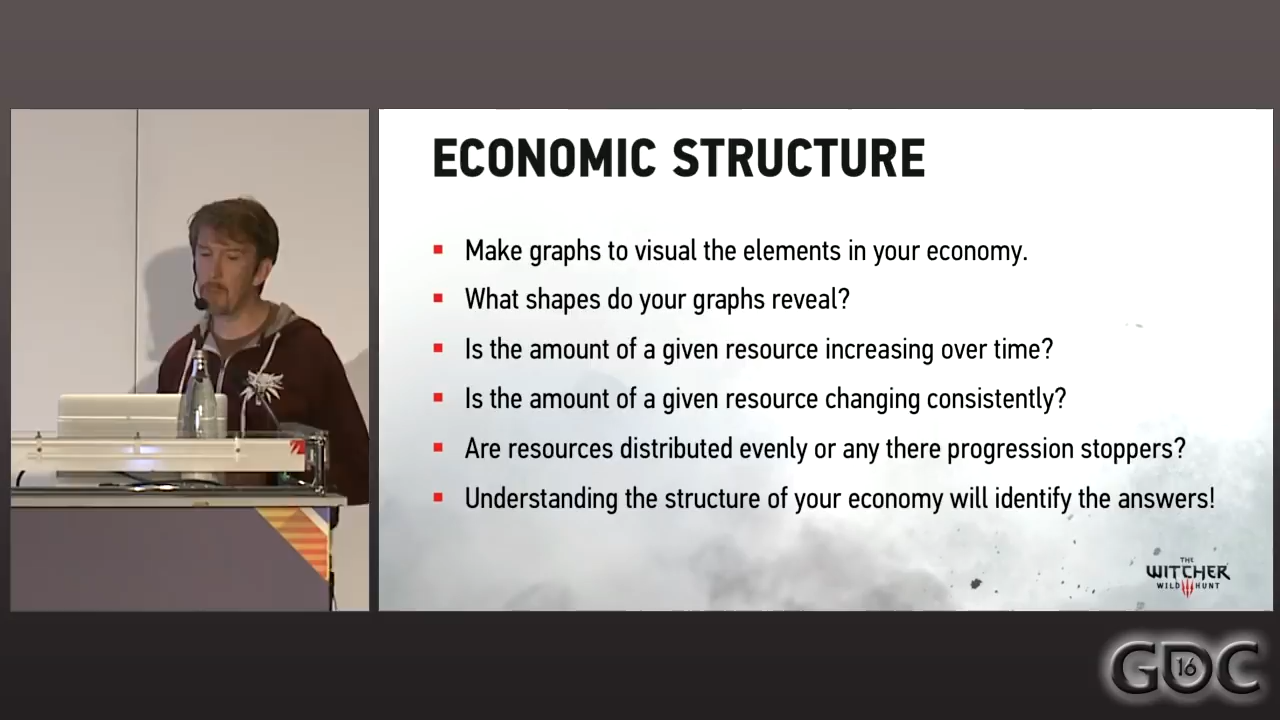 ECONOMIC STRUCTURE
Make graphs to visual the elements in your economy.
What shapes do your graphs reveal?
Is the amount of a given resource increasing over time?
Is the amount of a given resource changing consistently?
Are resources distributed evenly or any there progression stoppers?
Understanding the structure of your economy will identify the answers!
THE
WITCHER
WILD HUNT
GDC
16